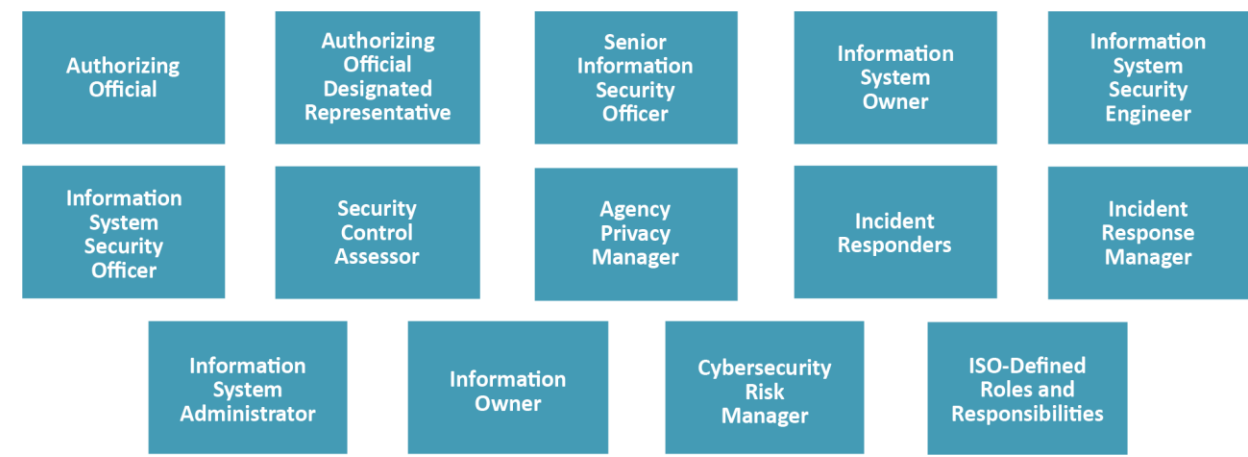 Authorizing
Official
Authorizing
Official
Designated
Representative
Senior
Information
Security
Officer
Information
System
Owner
Information
System
Security
Engineer
Information
System
Security
Officer
Security
Control
Assessor
Agency
Privacy
Manager
Incident
Responders
Incident
Response
Manager
Information
System
Administrator
Information
Owner
Cybersecurity
Risk
Manager
ISO-Defined
Roles and
Responsibilities